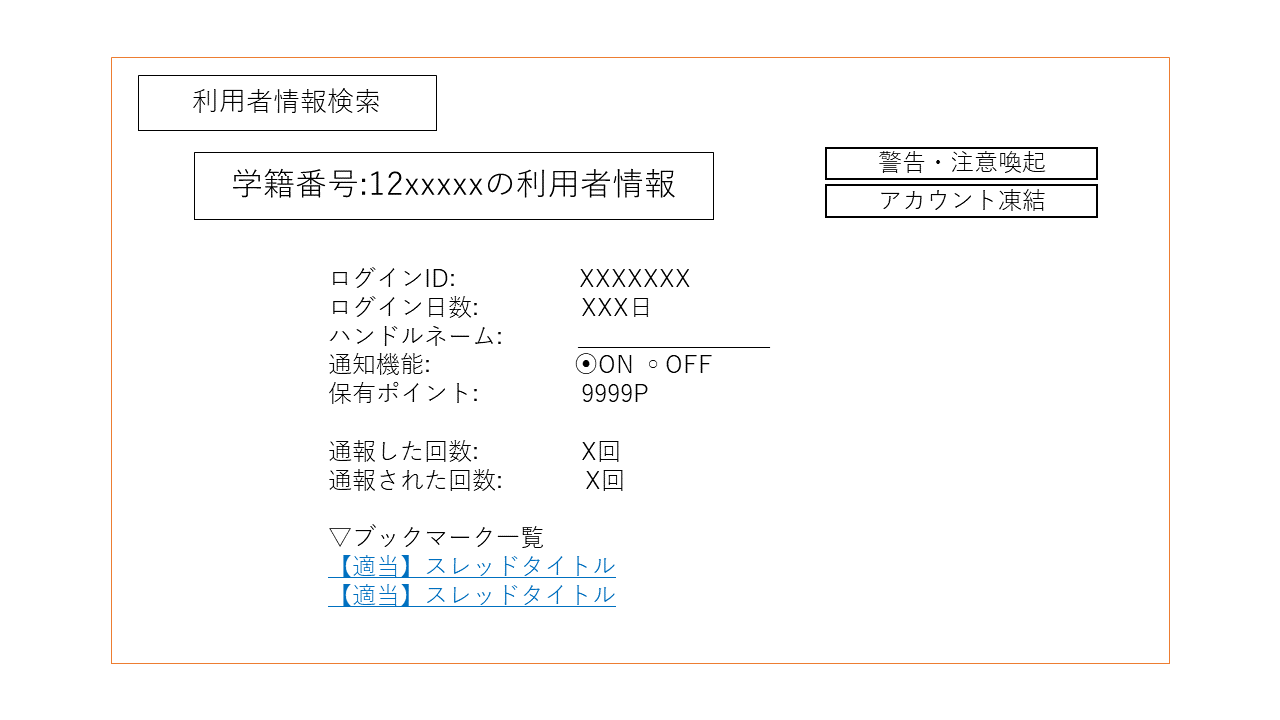 利用者情報検索
学籍番号:12xxxxxの利用者情報
警告・注意喚起
アカウント凍結
ログインID: XXXXXXX
ログイン日数: XXX日
ハンドルネーム:
通知機能: ⦿ON ○OFF
保有ポイント: 9999P
通報した回数: X回
通報された回数: X回
▽ブックマーク一覧
【適当】スレッドタイトル
【適当】スレッドタイトル